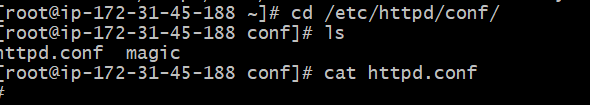 [root@ip-172-31-45-188 ~]# cd /etc/httpd/conf/
[root@ip-172-31-45-188 conf]# ls
httpd.conf  magic
[root@ip-172-31-45-188 conf]# cat httpd.conf
#